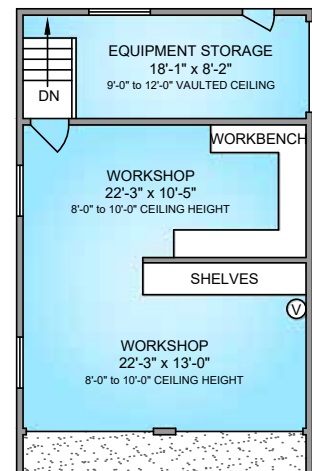 EQUIPMENT STORAGE
18'-1" x 8'-2"
9'-0" to 12'-0" VAULTED CEILING
DN
WORKBENCH
WORKSHOP
22'-3" x 10'-5"
8'-0" to 10'-0" CEILING HEIGHT
SHELVES
V
WORKSHOP
22'-3" x 13'-0"
8'-0" to 10'-0" CEILING HEIGHT